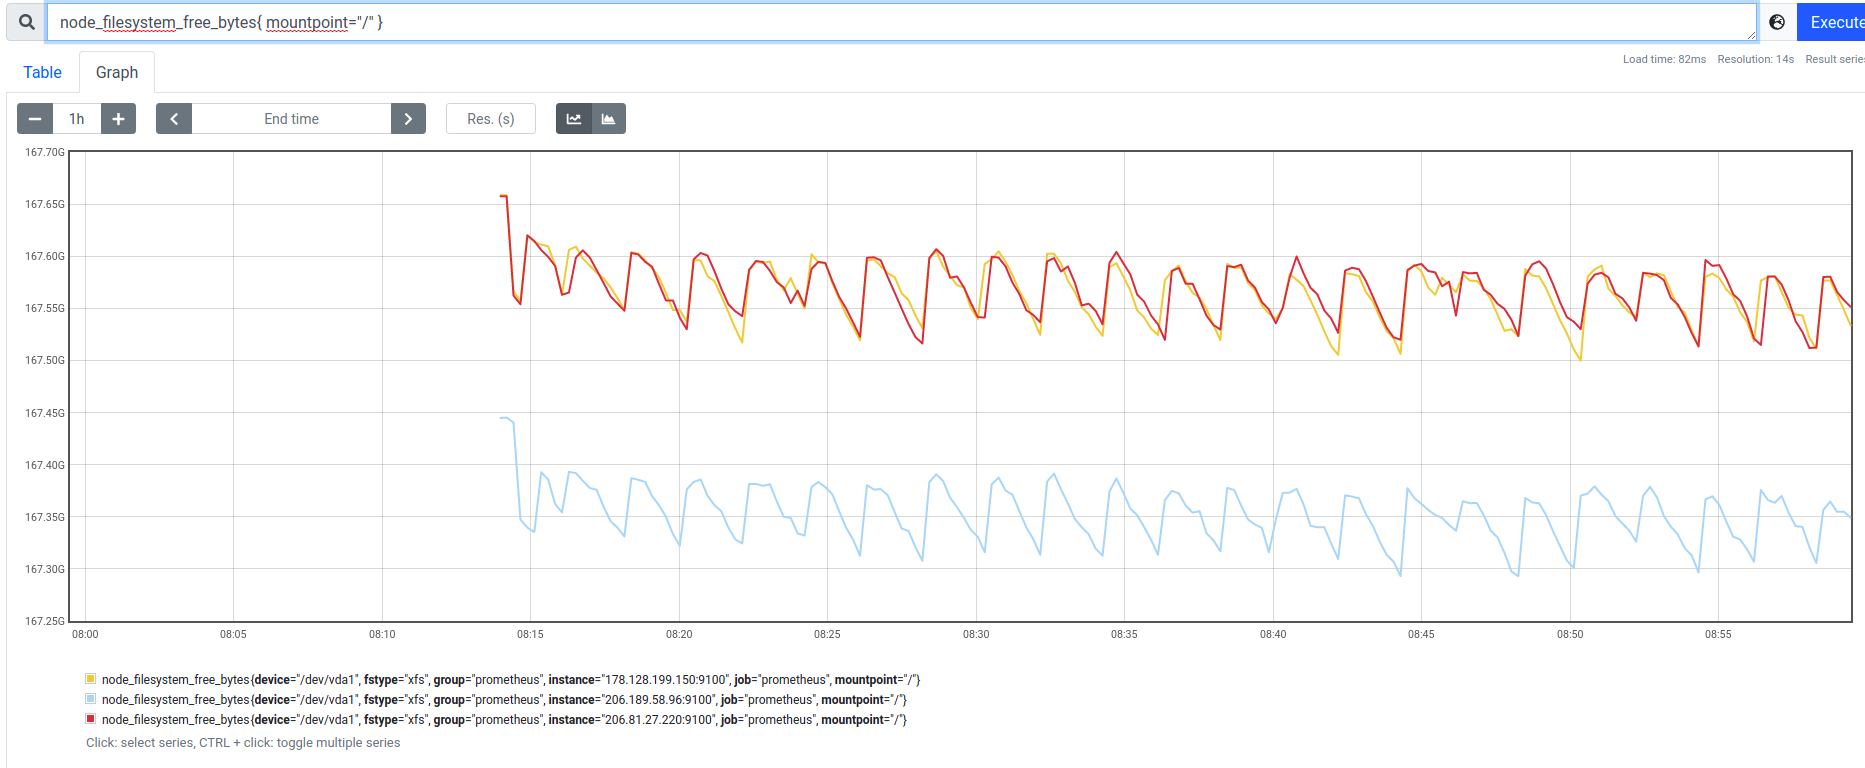 node_filesystem_free_bytes{ mountpoint="/" }
Execute
Table
Graph
Load time: 82ms Resolution: 14s Result series
1h
End time
Res. (s)
167.70G
167.65G
167.60G
167.55G
167.50G
167.45G
167.40G
167.35G
167.30G
167.25G
08:00 08:05 08:10 08:15 08:20 08:25 08:30 08:35 08:40 08:45 08:50 08:55
node_filesystem_free_bytes{device="/dev/vda1", fstype="xfs", group="prometheus", instance="178.128.199.150:9100", job="prometheus", mountpoint="/"}
node_filesystem_free_bytes{device="/dev/vda1", fstype="xfs", group="prometheus", instance="206.189.58.96:9100", job="prometheus", mountpoint="/"}
node_filesystem_free_bytes{device="/dev/vda1", fstype="xfs", group="prometheus", instance="206.81.27.220:9100", job="prometheus", mountpoint="/"}
Click: select series, CTRL + click: toggle multiple series